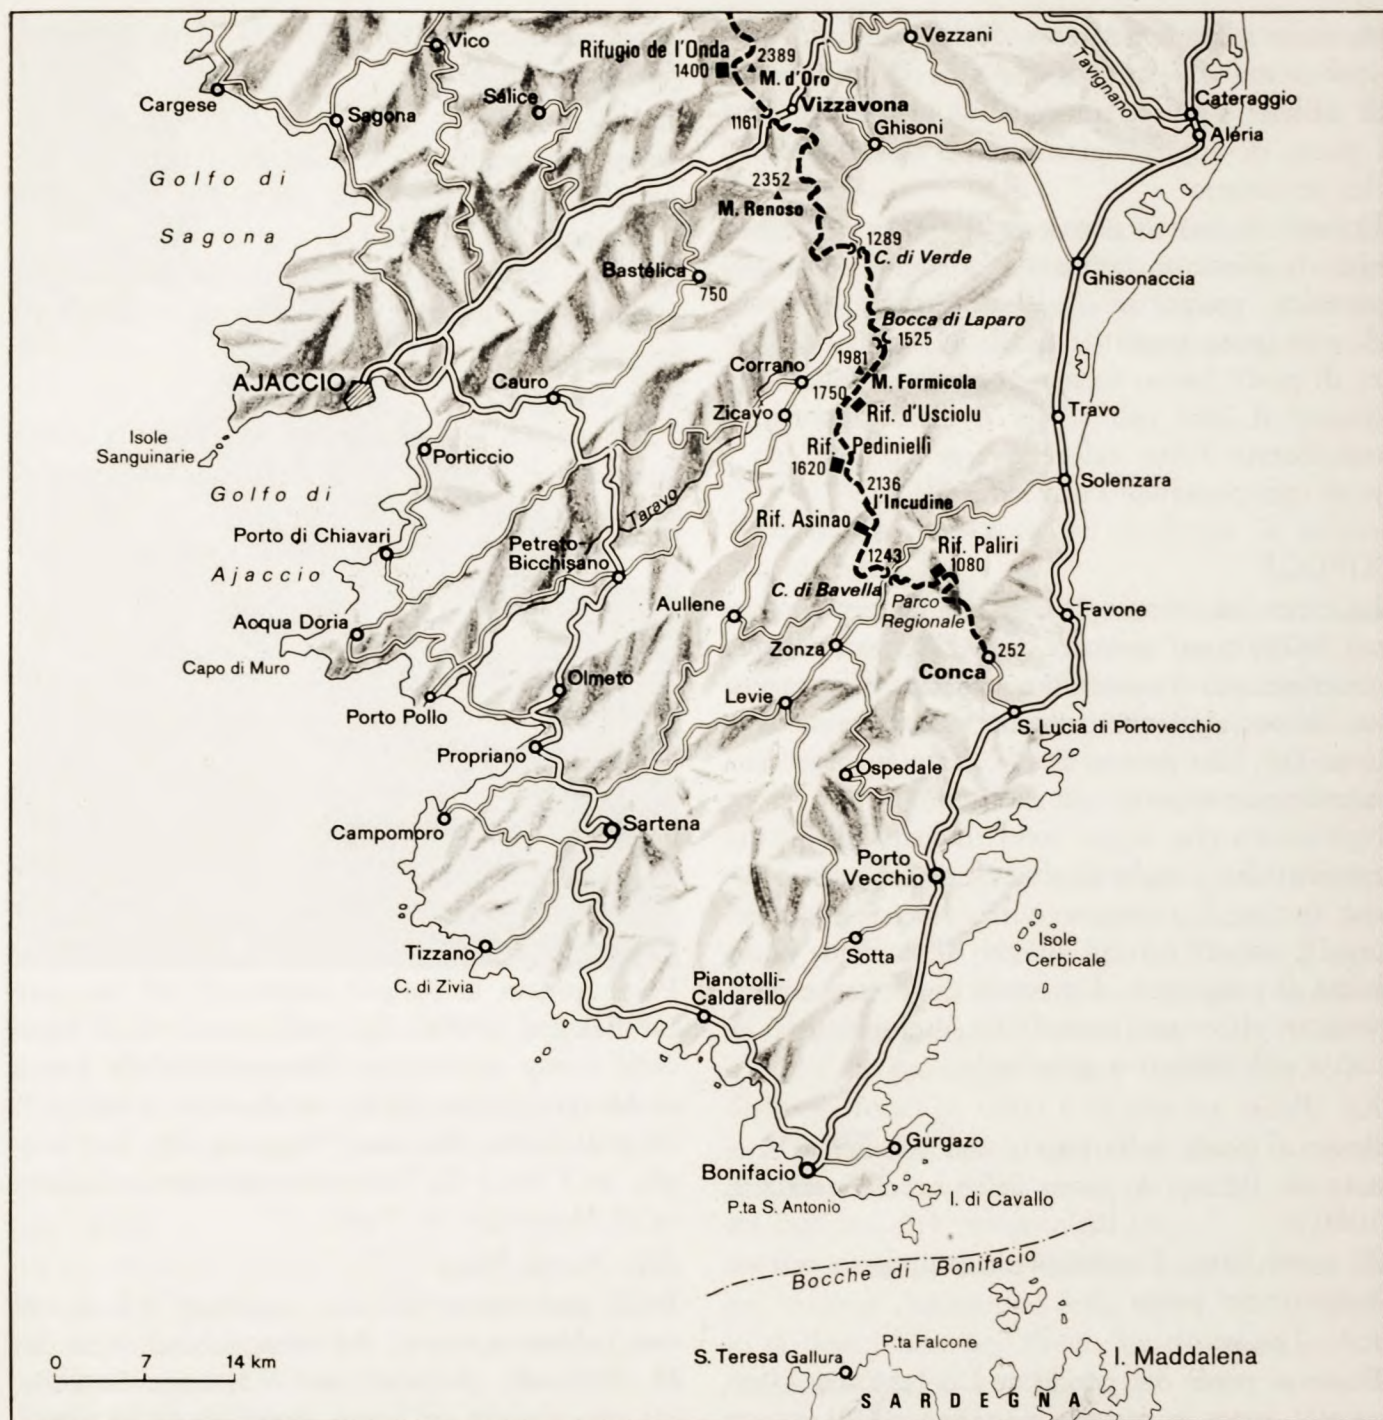 Vico
Rifugio de l'Onda
1400
2389
M. d'Oro
Vezzani
Tavignano
Cargese
Sagona
Sálice
1161
Vizzavona
Ghisoni
Cateraggio
Aléria
Golfo di
Sagona
2352
M. Renoso
1289
C. di Verde
Bastélica
750
Ghisonaccia
Bocca di Laparo
1525
AJACCIO
Cauro
Corrano
1981
M. Formicola
1750
Rif. d'Usciolu
Zicavo
Travo
Isole
Sanguinarie
Porticcio
Rif. Pedinielli
1620
2136
l'Incudine
Solenzara
Golfo di
Ajaccio
Taravo
Rif. Asinao
Porto di Chiavari
Petreto-
Bicchisano
1243
C. di Bavella
Rif. Paliri
1080
Parco
Regionale
Acqua Doria
Aullene
Favone
Capo di Muro
Zonza
252
Conca
Olmeto
Levie
Porto Pollo
S. Lucia di Portovecchio
Propriano
Ospedale
Campomoro
Sartena
Porto
Vecchio
Tizzano
Sotta
Isole
Cerbicale
C. di Zivia
Pianotolli-
Caldarello
Gurgazo
Bonifacio
P.ta S. Antonio
I. di Cavallo
Bocche di Bonifacio
P.ta Falcone
0 7 14 km
S. Teresa Gallura
I. Maddalena
SARDEGNA